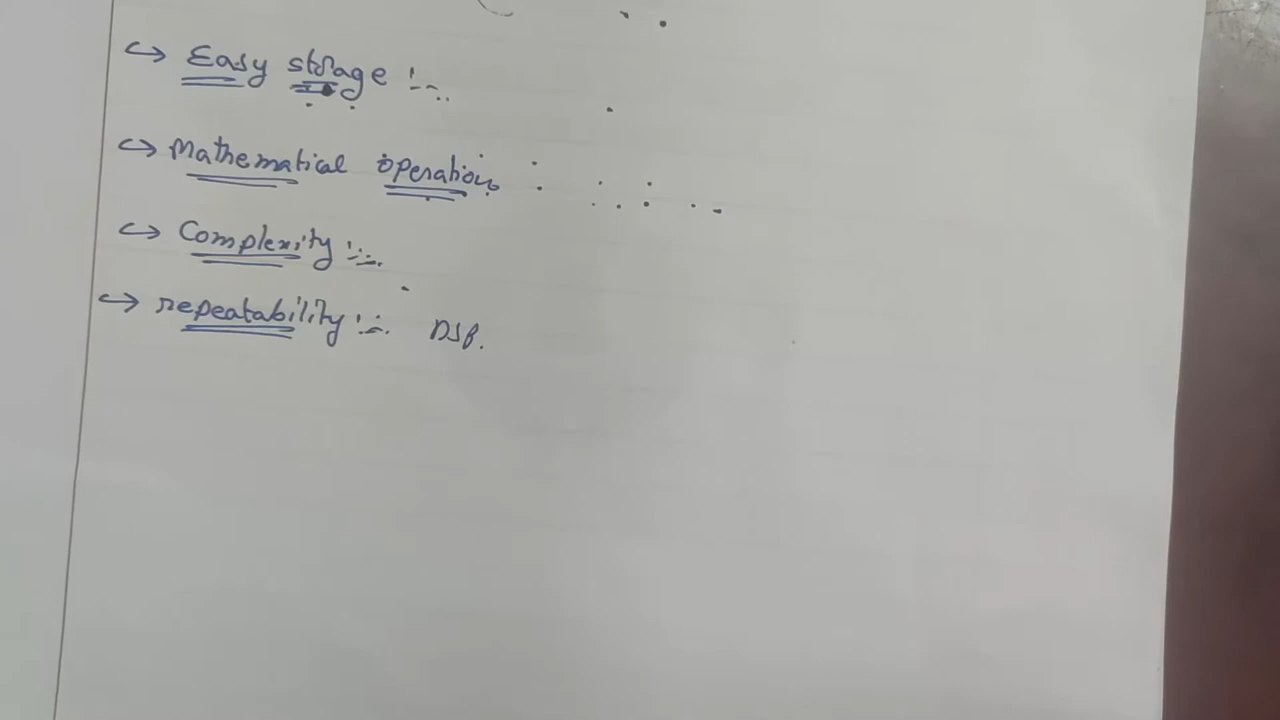 ↪ Easy storage :-
↪ Mathematical operations :
↪ Complexity :-
↪ repeatability :- DSP.